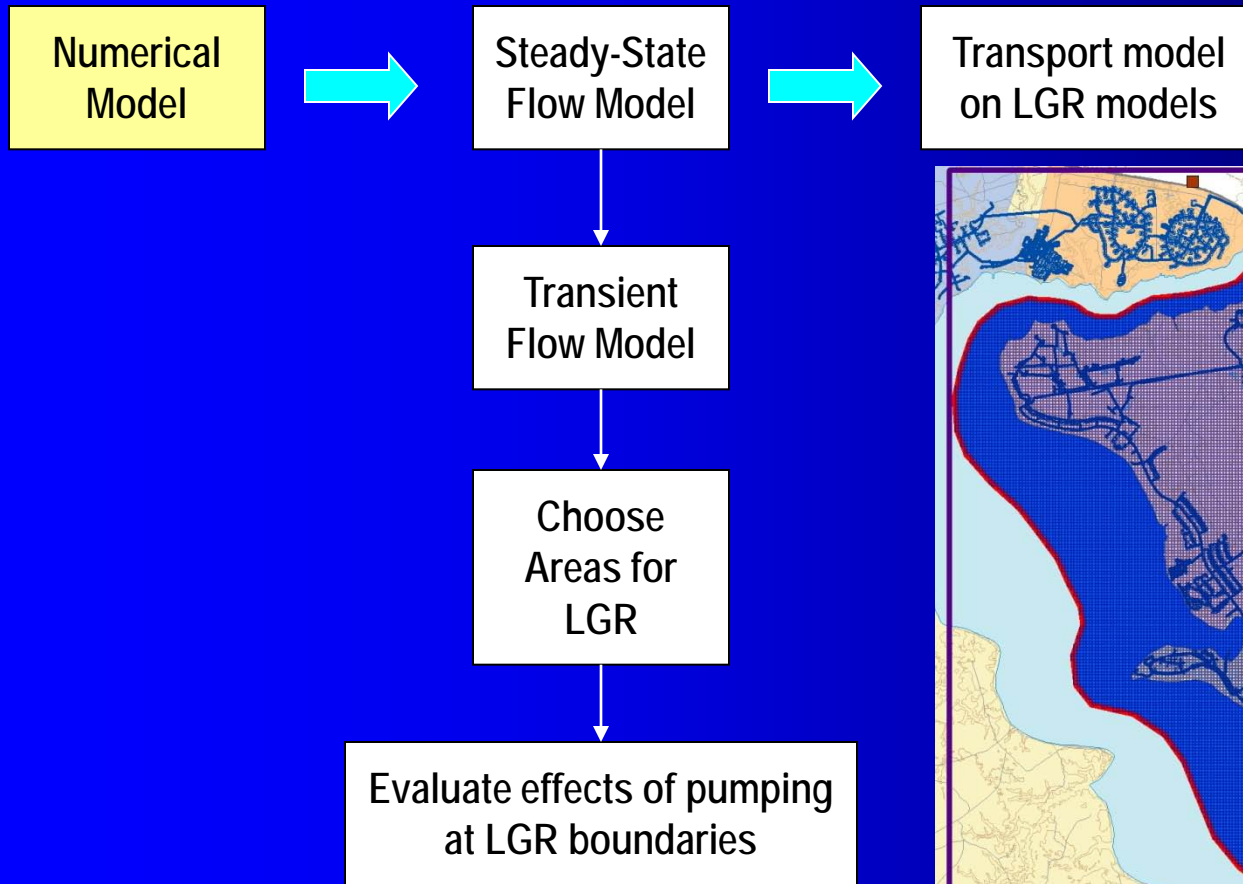 Numerical
Model
Steady-State
Flow Model
Transport model
on LGR models
Transient
Flow Model
Choose
Areas for
LGR
Evaluate effects of pumping
at LGR boundaries